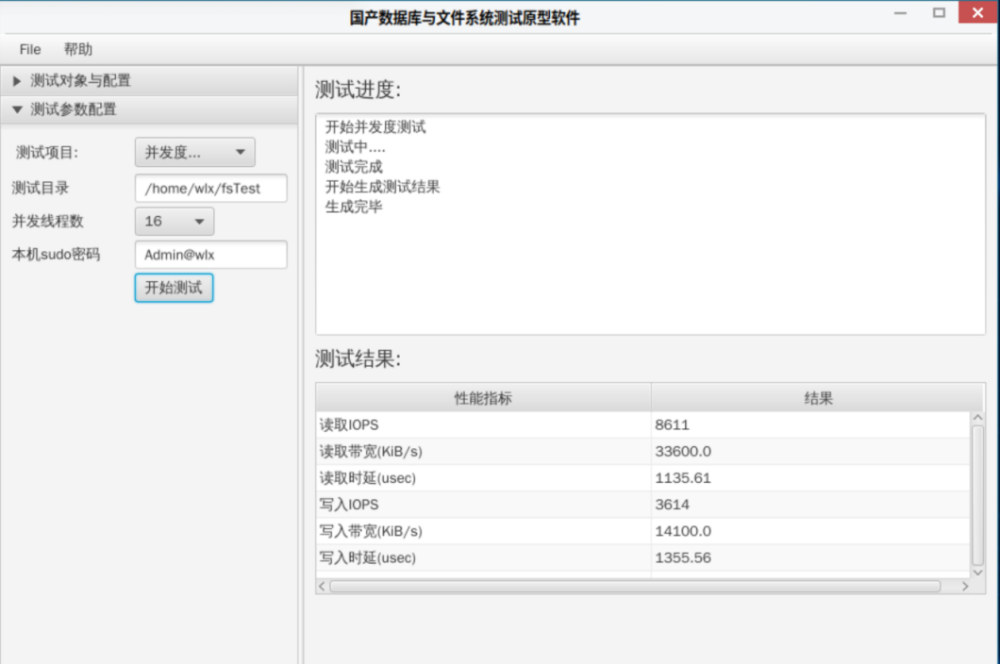 国产数据库与文件系统测试原型软件
File 帮助
测试对象与配置
测试参数配置
测试项目: 并发度...
测试目录 /home/wlx/fsTest
并发线程数 16
本机sudo密码 Admin@wlx
开始测试
测试进度:
开始并发度测试
测试中....
测试完成
开始生成测试结果
生成完毕
测试结果:
性能指标 结果
读取IOPS 8611
读取带宽(KiB/s) 33600.0
读取时延(usec) 1135.61
写入IOPS 3614
写入带宽(KiB/s) 14100.0
写入时延(usec) 1355.56